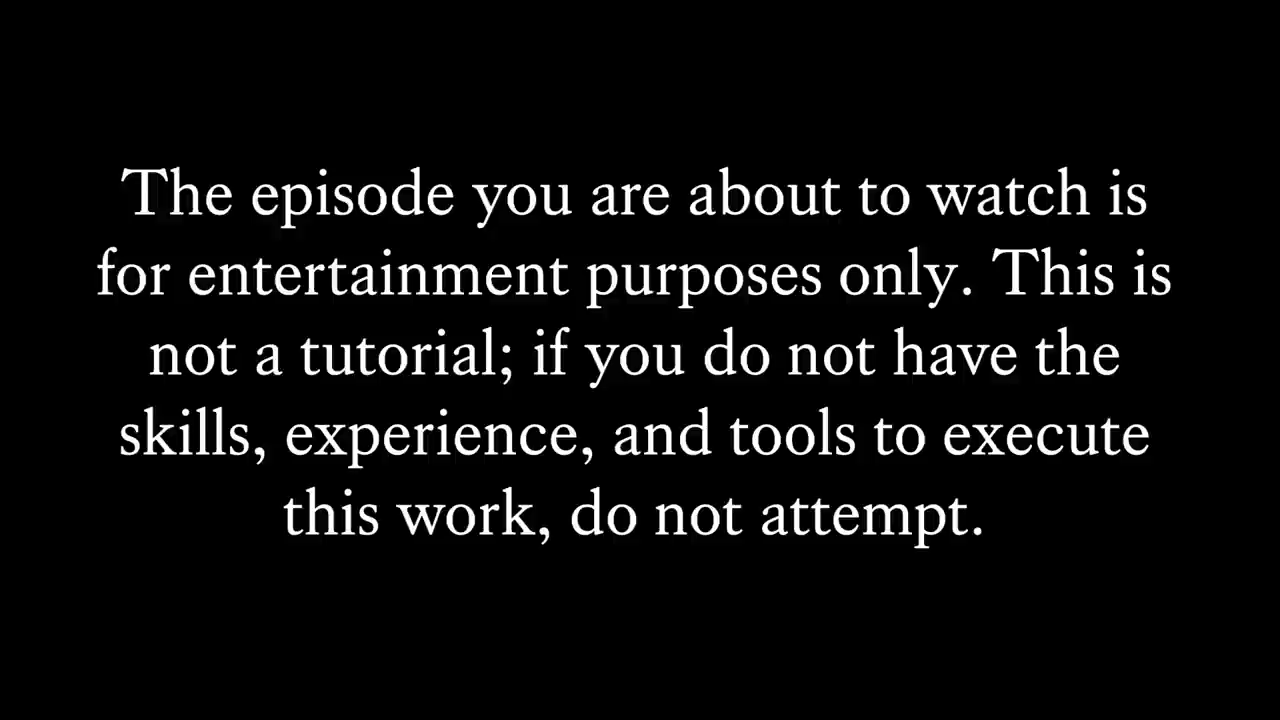 The episode you are about to watch is
for entertainment purposes only. This is
not a tutorial; if you do not have the
skills, experience, and tools to execute
this work, do not attempt.